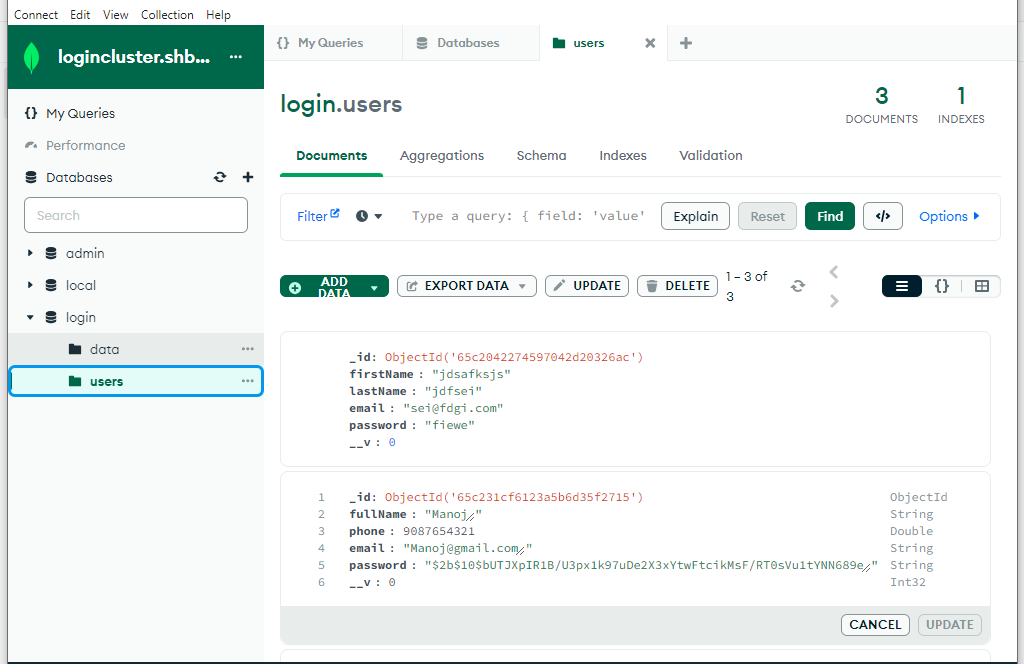 Connect Edit View Collection Help
logincluster.shb... ...
{} My Queries
Databases
users
login.users
3
DOCUMENTS
1
INDEXES
{} My Queries
Performance
Databases
Search
admin
local
login
data ...
users ...
Documents Aggregations Schema Indexes Validation
Filter Type a query: { field: 'value' Explain Reset Find </> Options
ADD DATA EXPORT DATA UPDATE DELETE 1 – 3 of 3 {}
_id: ObjectId('65c2042274597042d20326ac')
firstName : "jdsafksjs"
lastName : "jdfsei"
email : "sei@fdgi.com"
password : "fiewe"
__v : 0
1 _id: ObjectId('65c231cf6123a5b6d35f2715') ObjectId
2 fullName : "Manoj" String
3 phone : 9087654321 Double
4 email : "Manoj@gmail.com" String
5 password : "$2b$10$bUTJXpIR1B/U3px1k97uDe2X3xYtwFtcikMsF/RT0sVu1tYNN689e" String
6 __v : 0 Int32
CANCEL UPDATE